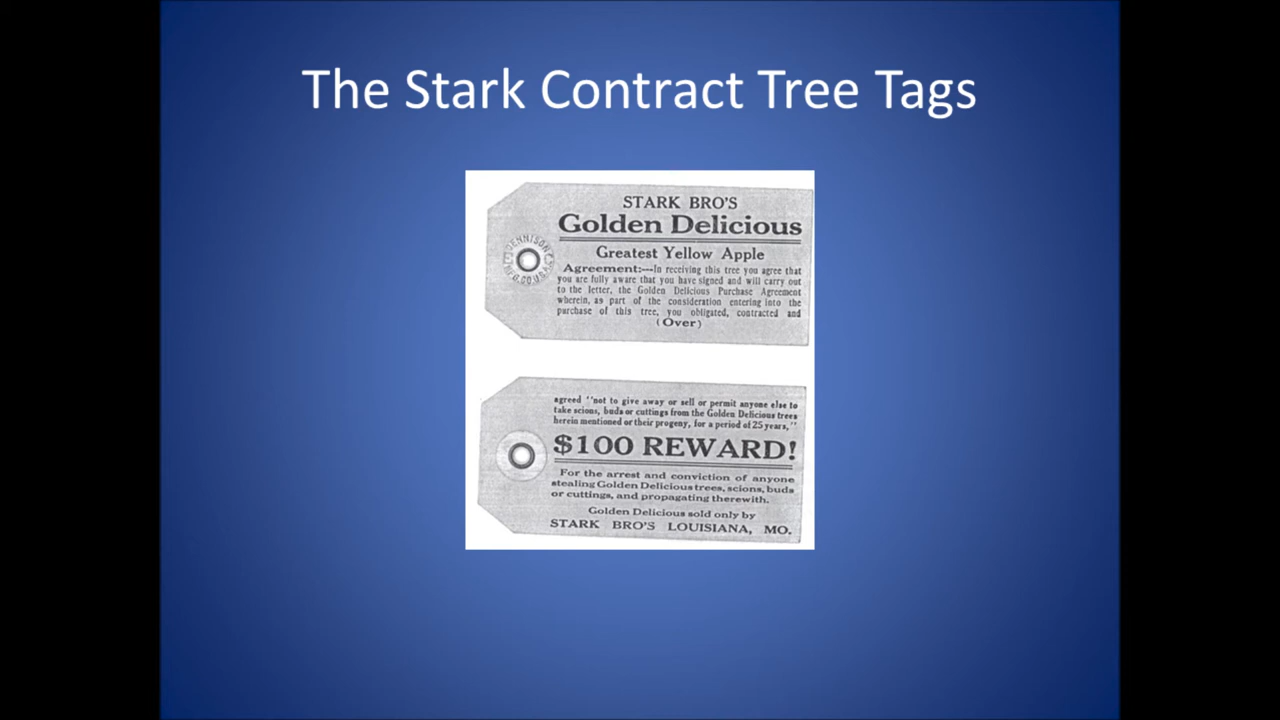 The Stark Contract Tree Tags
STARK BRO'S
Golden Delicious
Greatest Yellow Apple
DENNISON
MF'G.CO.U.S.A.
Agreement:---In receiving this tree you agree that
you are fully aware that you have signed and will carry out
to the letter, the Golden Delicious Purchase Agreement
wherein, as part of the consideration entering into the
purchase of this tree, you obligated, contracted and
(Over)
agreed "not to give away or sell or permit anyone else to
take scions, buds or cuttings from the Golden Delicious trees
herein mentioned or their progeny, for a period of 25 years,"
$100 REWARD!
For the arrest and conviction of anyone
stealing Golden Delicious trees, scions, buds
or cuttings, and propagating therewith.
Golden Delicious sold only by
STARK BRO'S LOUISIANA, MO.